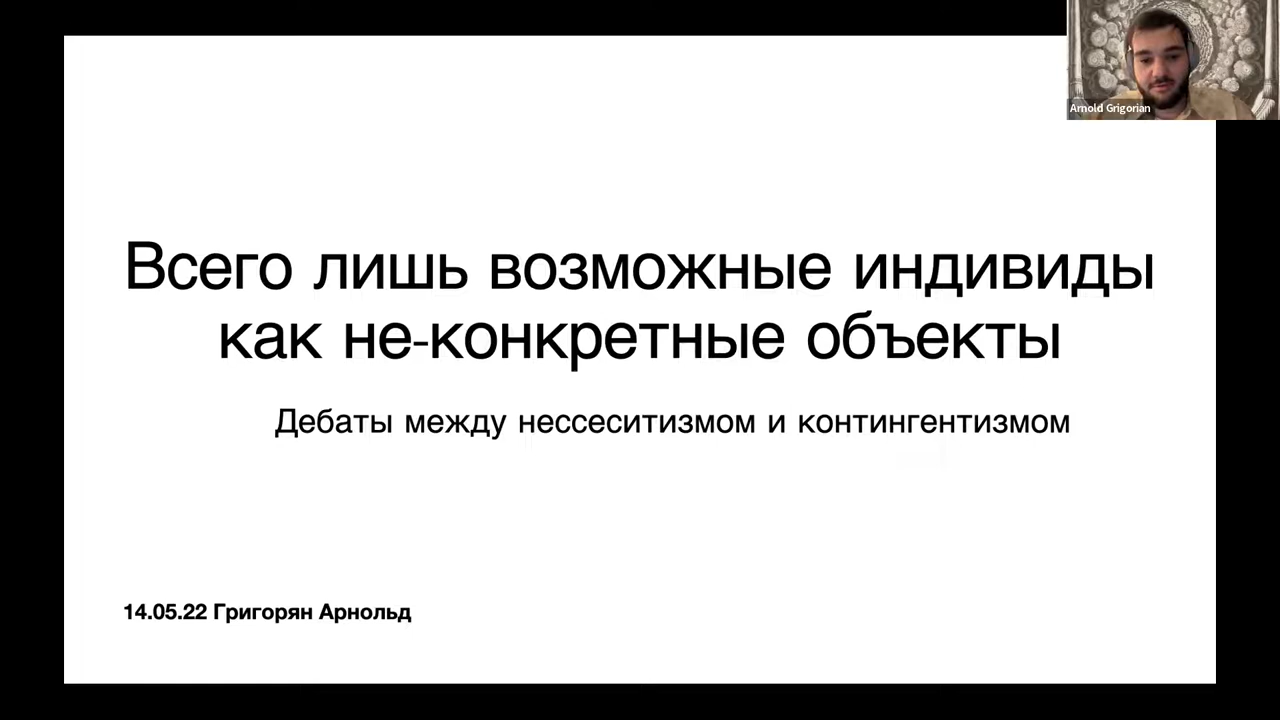 Arnold Grigorian
Всего лишь возможные индивиды
как не-конкретные объекты
Дебаты между нессеситизмом и контингентизмом
14.05.22 Григорян Арнольд